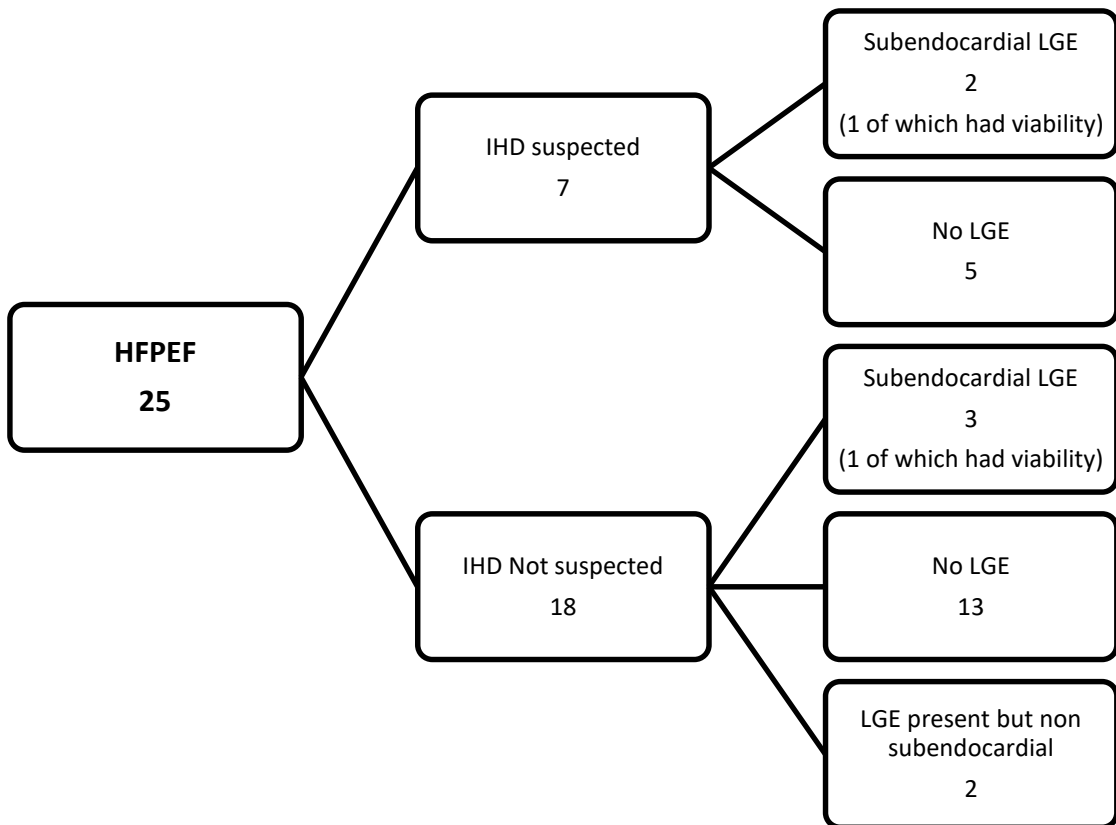 HFPEF
25
IHD suspected
7
Subendocardial LGE
2
(1 of which had viability)
No LGE
5
IHD Not suspected
18
Subendocardial LGE
3
(1 of which had viability)
No LGE
13
LGE present but non
subendocardial
2